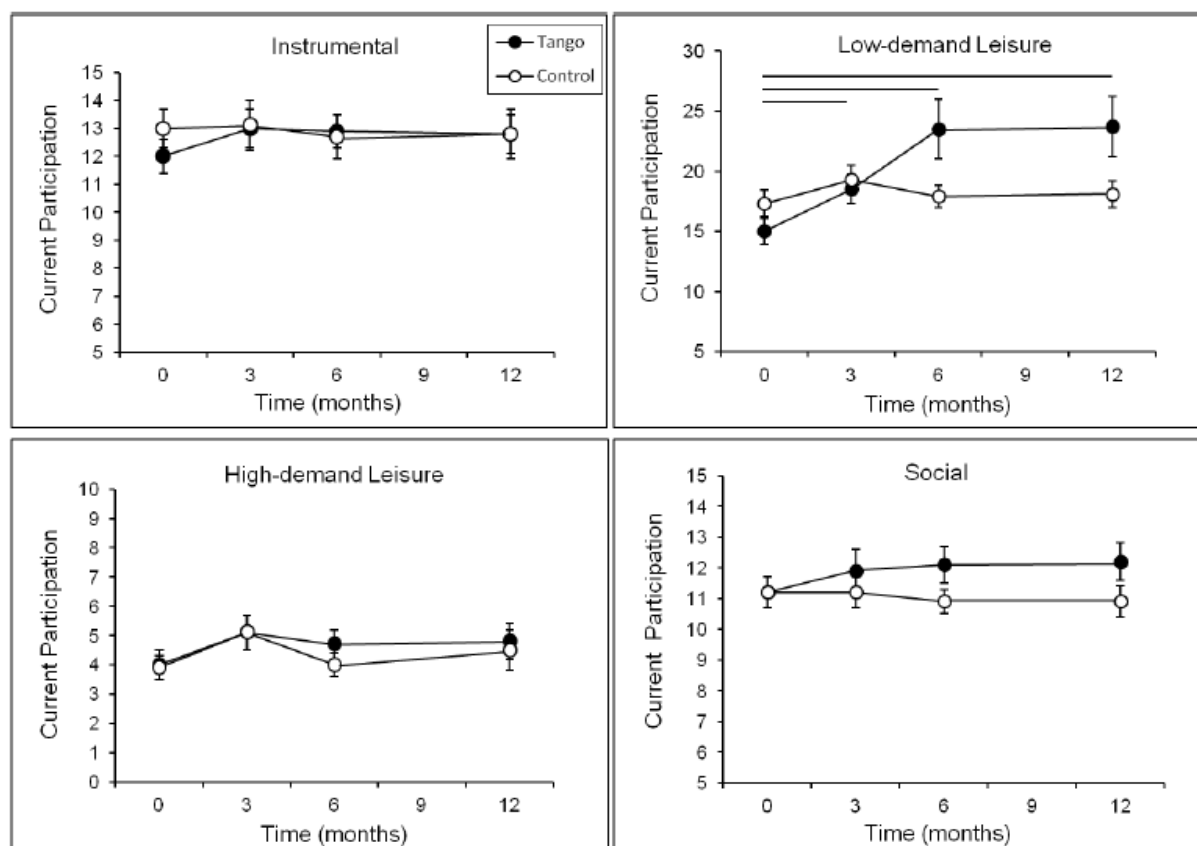 Instrumental
Tango
Control
15
14
13
12
11
10
9
8
7
6
5
Current Participation
0 3 6 9 12
Time (months)
Low-demand Leisure
30
25
20
15
10
5
Current Participation
0 3 6 9 12
Time (months)
High-demand Leisure
10
9
8
7
6
5
4
3
2
1
0
Current Participation
0 3 6 9 12
Time (months)
Social
15
14
13
12
11
10
9
8
7
6
5
Current Participation
0 3 6 9 12
Time (months)